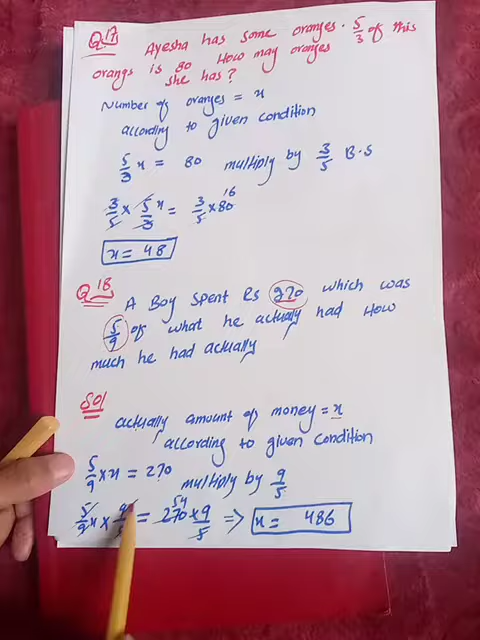 Q.17 Ayesha has some oranges. 5/3 of this
orangs is 80 How may oranges
she has?
Number of oranges = x
according to given condition
5/3 x = 80 multiply by 3/5 B.S
3/5 × 5/3 x = 3/5 × 80 16
x = 48
Q.18
A Boy Spent Rs 270 which was
5/9 of what he actually had How
much he had actually
Sol
actually amount of money = x
according to given condition
5/9 × x = 270 multiply by 9/5
5/9 x × 9/5 = 270 54 × 9/5 => x = 486